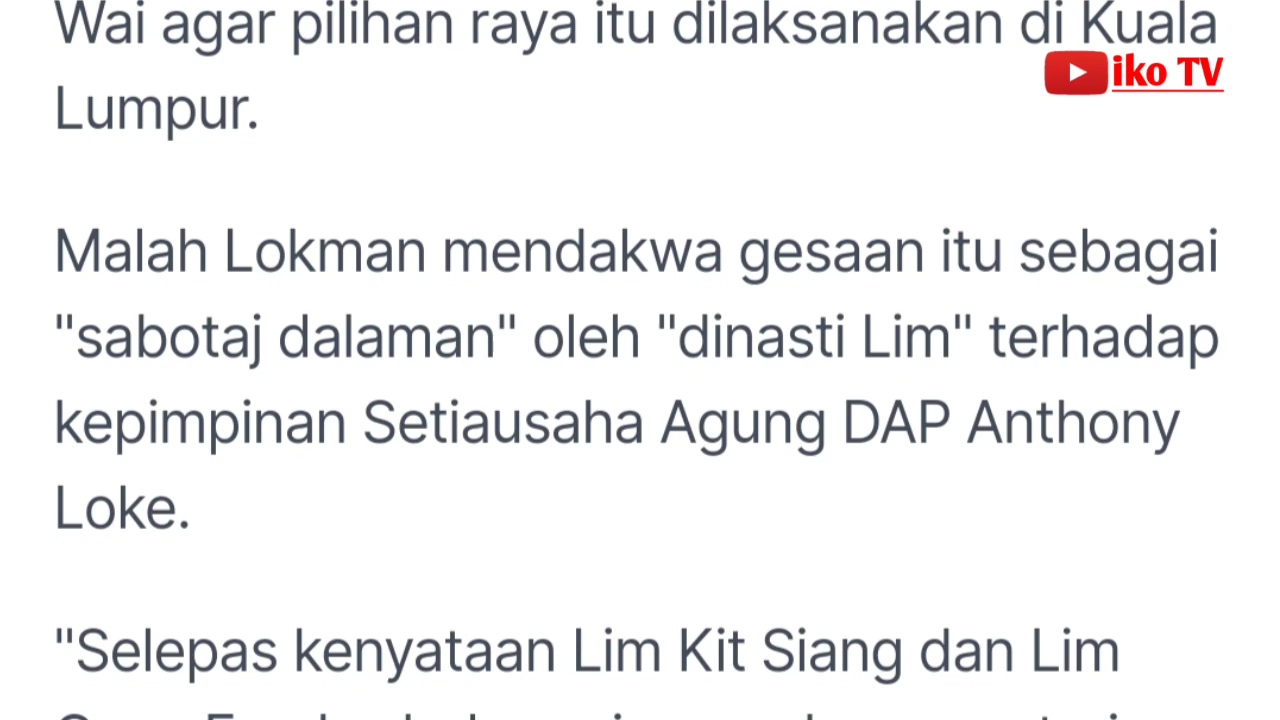 Wai agar pilihan raya itu dilaksanakan di Kuala
iko TV
Lumpur.
Malah Lokman mendakwa gesaan itu sebagai
"sabotaj dalaman" oleh "dinasti Lim" terhadap
kepimpinan Setiausaha Agung DAP Anthony
Loke.
"Selepas kenyataan Lim Kit Siang dan Lim